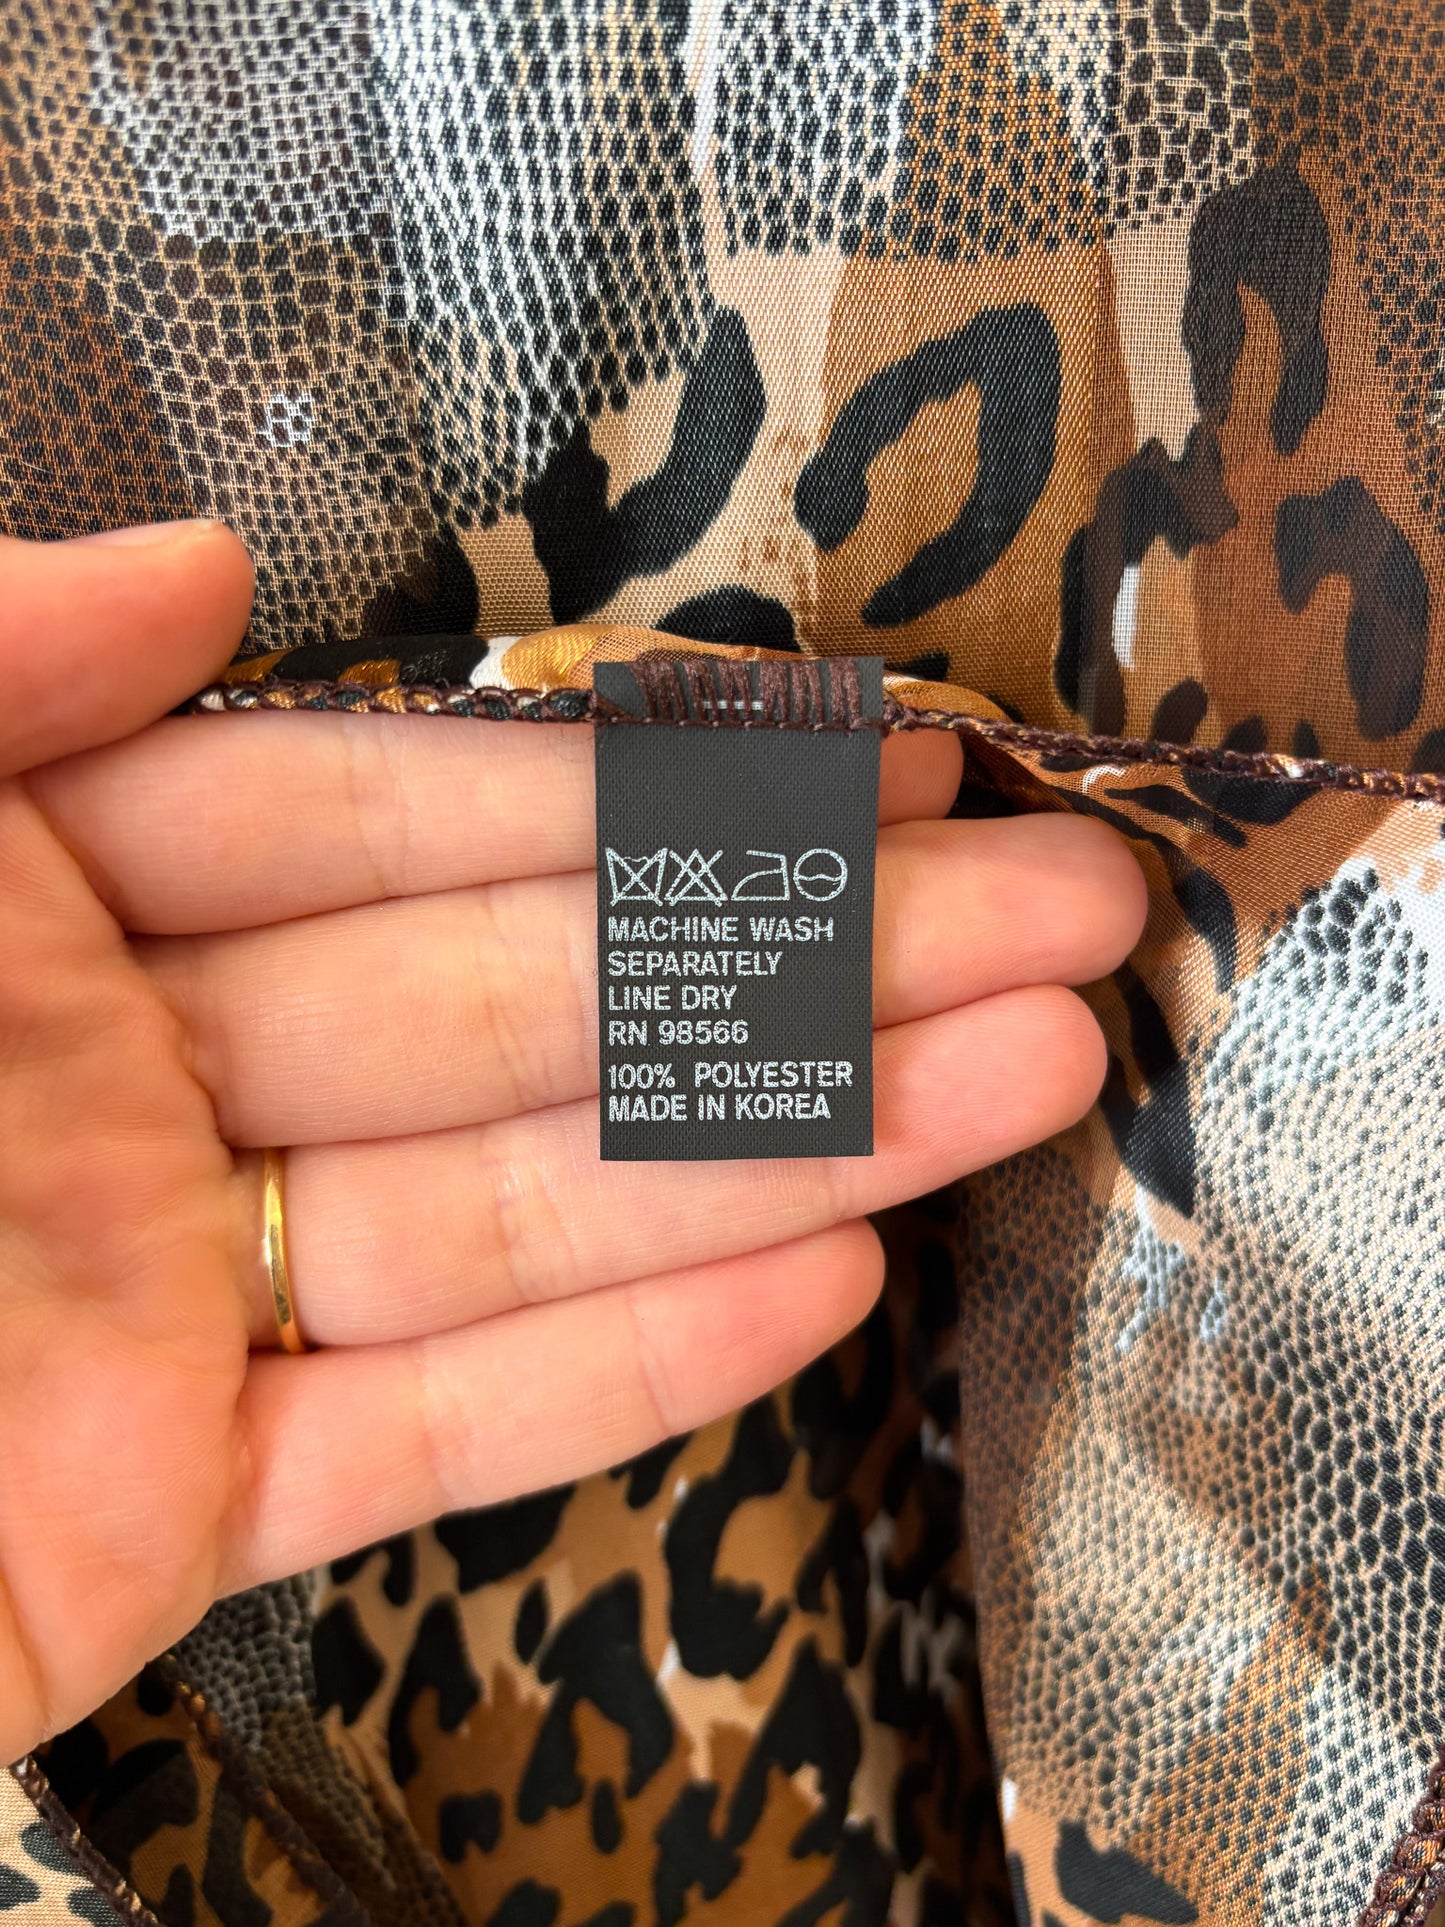 MACHINE WASH
SEPARATELY
LINE DRY
RN 98566
100% POLYESTER
MADE IN KOREA